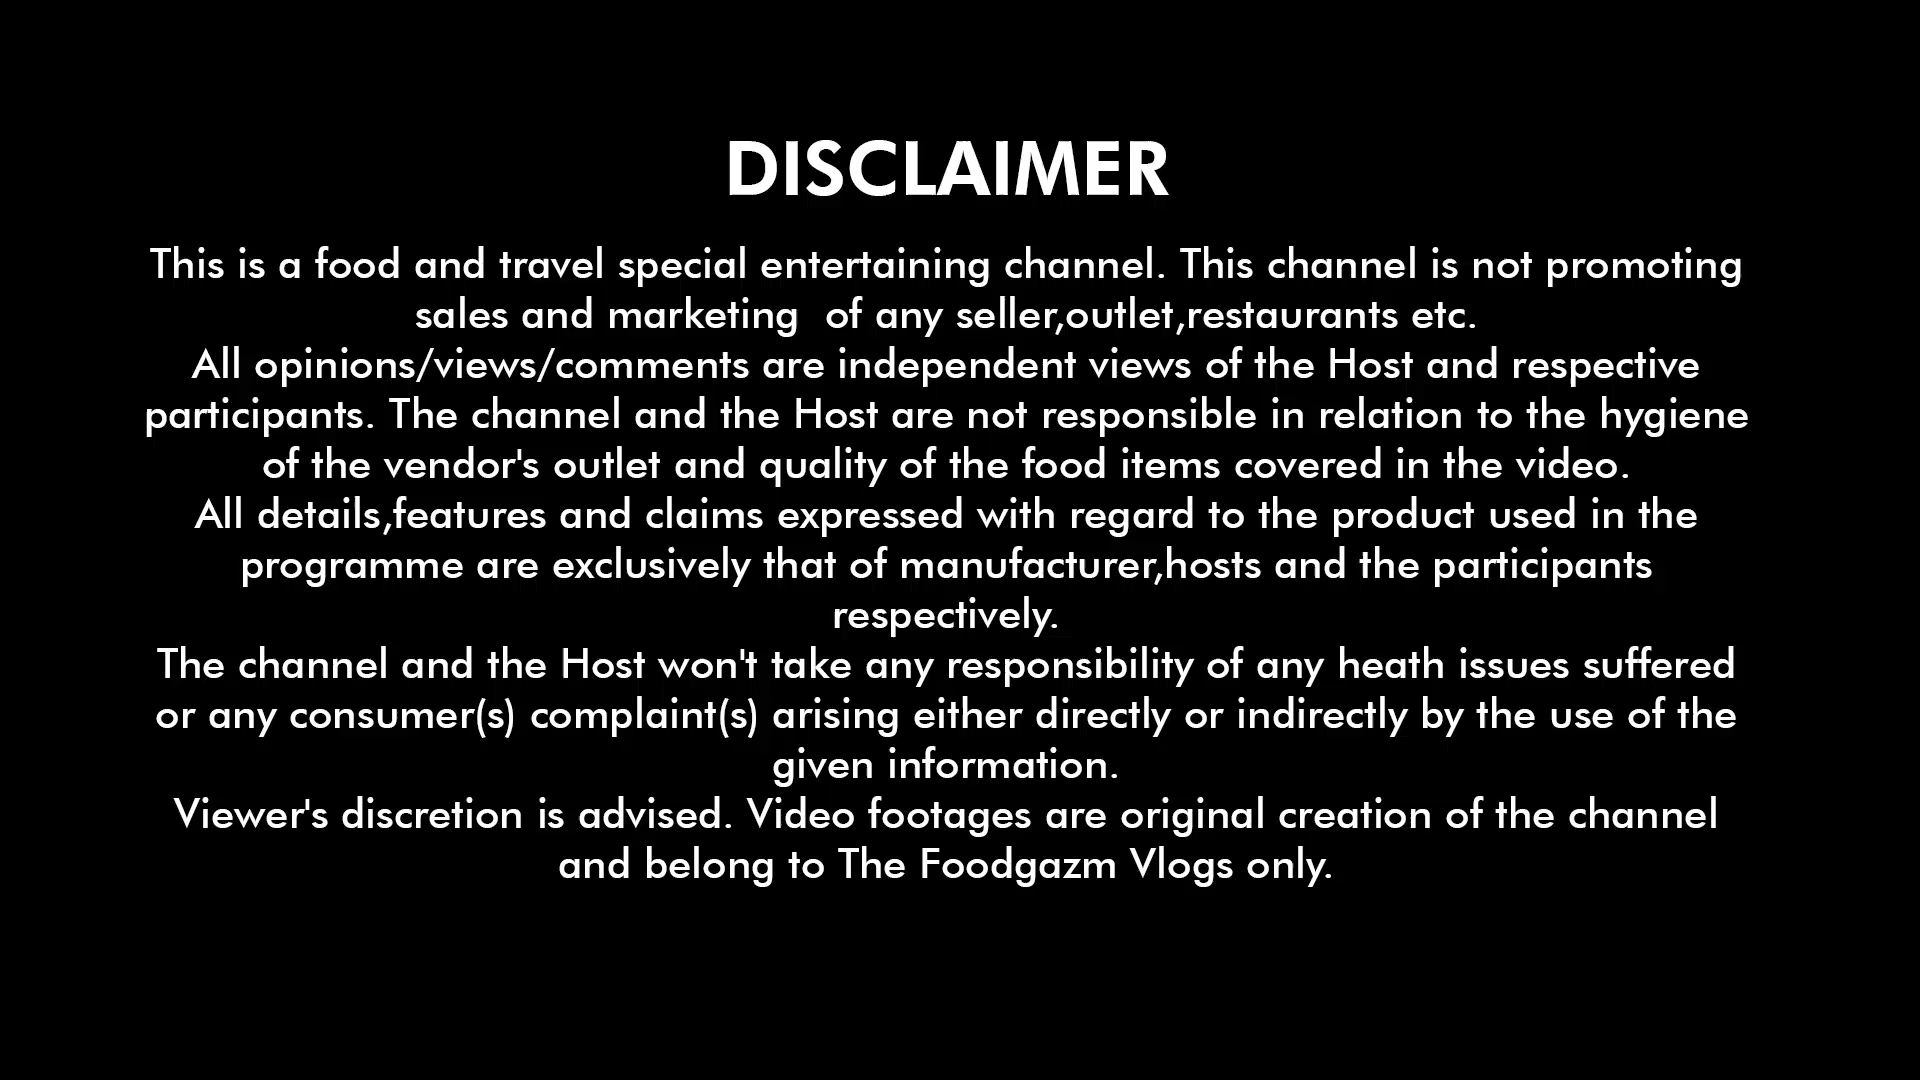 DISCLAIMER
This is a food and travel special entertaining channel. This channel is not promoting
sales and marketing  of any seller,outlet,restaurants etc.
All opinions/views/comments are independent views of the Host and respective
participants. The channel and the Host are not responsible in relation to the hygiene
of the vendor's outlet and quality of the food items covered in the video.
All details,features and claims expressed with regard to the product used in the
programme are exclusively that of manufacturer,hosts and the participants
respectively.
The channel and the Host won't take any responsibility of any heath issues suffered
or any consumer(s) complaint(s) arising either directly or indirectly by the use of the
given information.
Viewer's discretion is advised. Video footages are original creation of the channel
and belong to The Foodgazm Vlogs only.